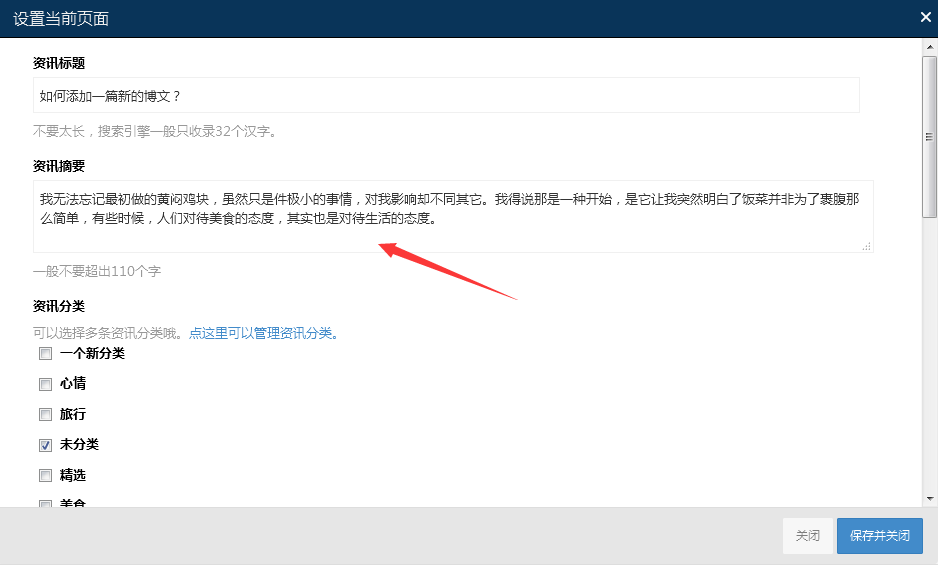 设置当前页面
资讯标题
如何添加一篇新的博文？
不要太长，搜索引擎一般只收录32个汉字。
资讯摘要
我无法忘记最初做的黄闷鸡块，虽然只是件极小的事情，对我影响却不同其它。我得说那是一种开始，是它让我突然明白了饭菜并非为了裹腹那
么简单，有些时候，人们对待美食的态度，其实也是对待生活的态度。
一般不要超出110个字
资讯分类
可以选择多条资讯分类哦。点这里可以管理资讯分类。
一个新分类
心情
旅行
未分类
精选
美食
关闭 保存并关闭